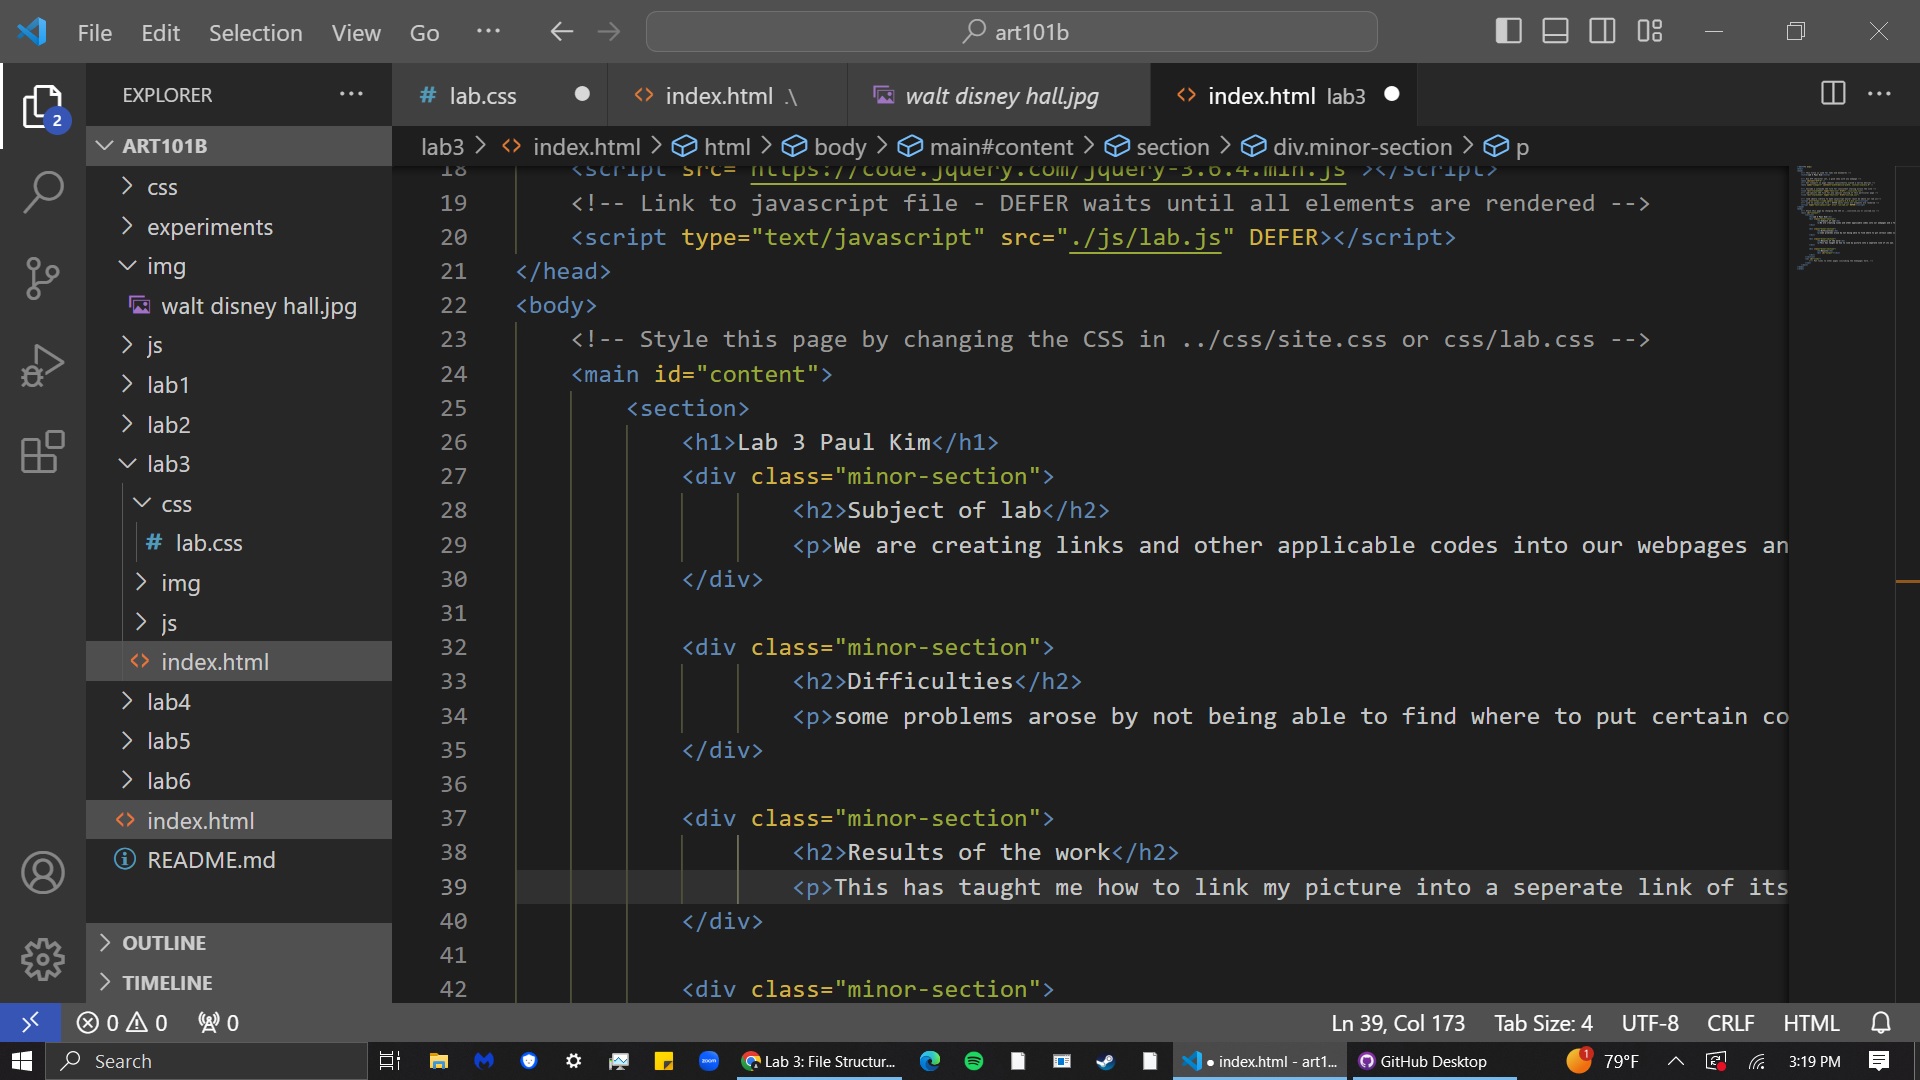 File Edit Selection View Go ··· art101b
EXPLORER ···
2
ART101B
css
experiments
img
walt disney hall.jpg
js
lab1
lab2
lab3
css
# lab.css
img
js
index.html
lab4
lab5
lab6
index.html
README.md
OUTLINE
TIMELINE
# lab.css index.html .\ walt disney hall.jpg index.html lab3 ···
lab3 > index.html > html > body > main#content > section > div.minor-section > p
18 <script src="https://code.jquery.com/jquery-3.6.4.min.js"></script>
19 <!-- Link to javascript file - DEFER waits until all elements are rendered -->
20 <script type="text/javascript" src="./js/lab.js" DEFER></script>
21 </head>
22 <body>
23 <!-- Style this page by changing the CSS in ../css/site.css or css/lab.css -->
24 <main id="content">
25 <section>
26 <h1>Lab 3 Paul Kim</h1>
27 <div class="minor-section">
28 <h2>Subject of lab</h2>
29 <p>We are creating links and other applicable codes into our webpages an
30 </div>
31
32 <div class="minor-section">
33 <h2>Difficulties</h2>
34 <p>some problems arose by not being able to find where to put certain co
35 </div>
36
37 <div class="minor-section">
38 <h2>Results of the work</h2>
39 <p>This has taught me how to link my picture into a seperate link of its
40 </div>
41
42 <div class="minor-section">
0 0 0 Ln 39, Col 173 Tab Size: 4 UTF-8 CRLF HTML
Search zoom Lab 3: File Structur... index.html - art1... GitHub Desktop 1 79°F 3:19 PM